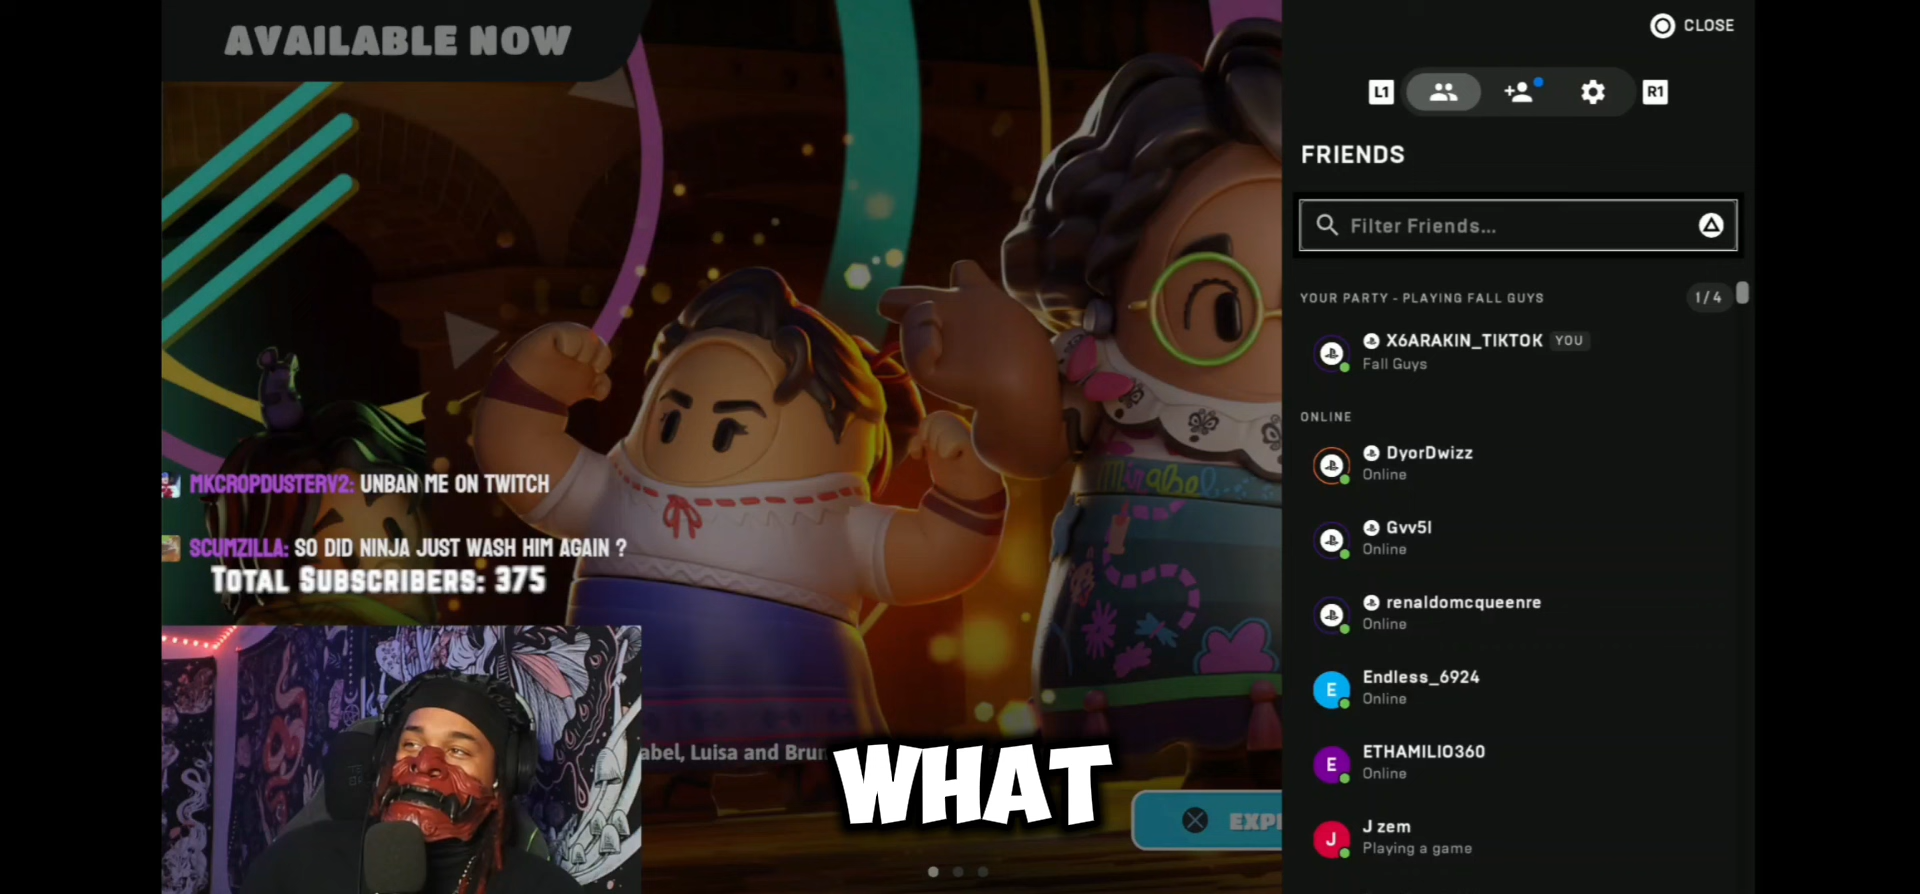 AVAILABLE NOW
MKCROPDUSTERV2: UNBAN ME ON TWITCH
SCUMZILLA: SO DID NINJA JUST WASH HIM AGAIN ?
TOTAL SUBSCRIBERS: 375
Mirabel
abel, Luisa and Brun
WHAT
EXP
CLOSE
L1
R1
FRIENDS
Filter Friends...
YOUR PARTY - PLAYING FALL GUYS
1/4
X6ARAKIN_TIKTOK YOU
Fall Guys
ONLINE
DyorDwizz
Online
Gvv5l
Online
renaldomcqueenre
Online
E
Endless_6924
Online
E
ETHAMILIO360
Online
J
J zem
Playing a game